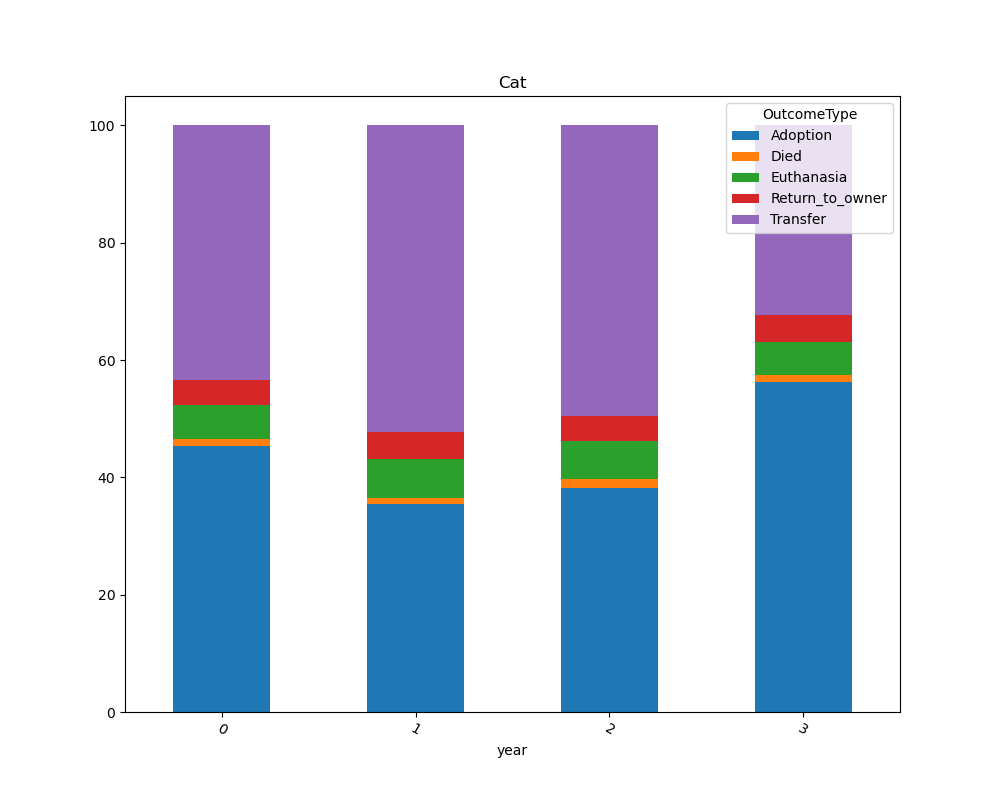 Cat
OutcomeType
Adoption
Died
Euthanasia
Return_to_owner
Transfer
100
80
60
40
20
0
0 1 2 3
year